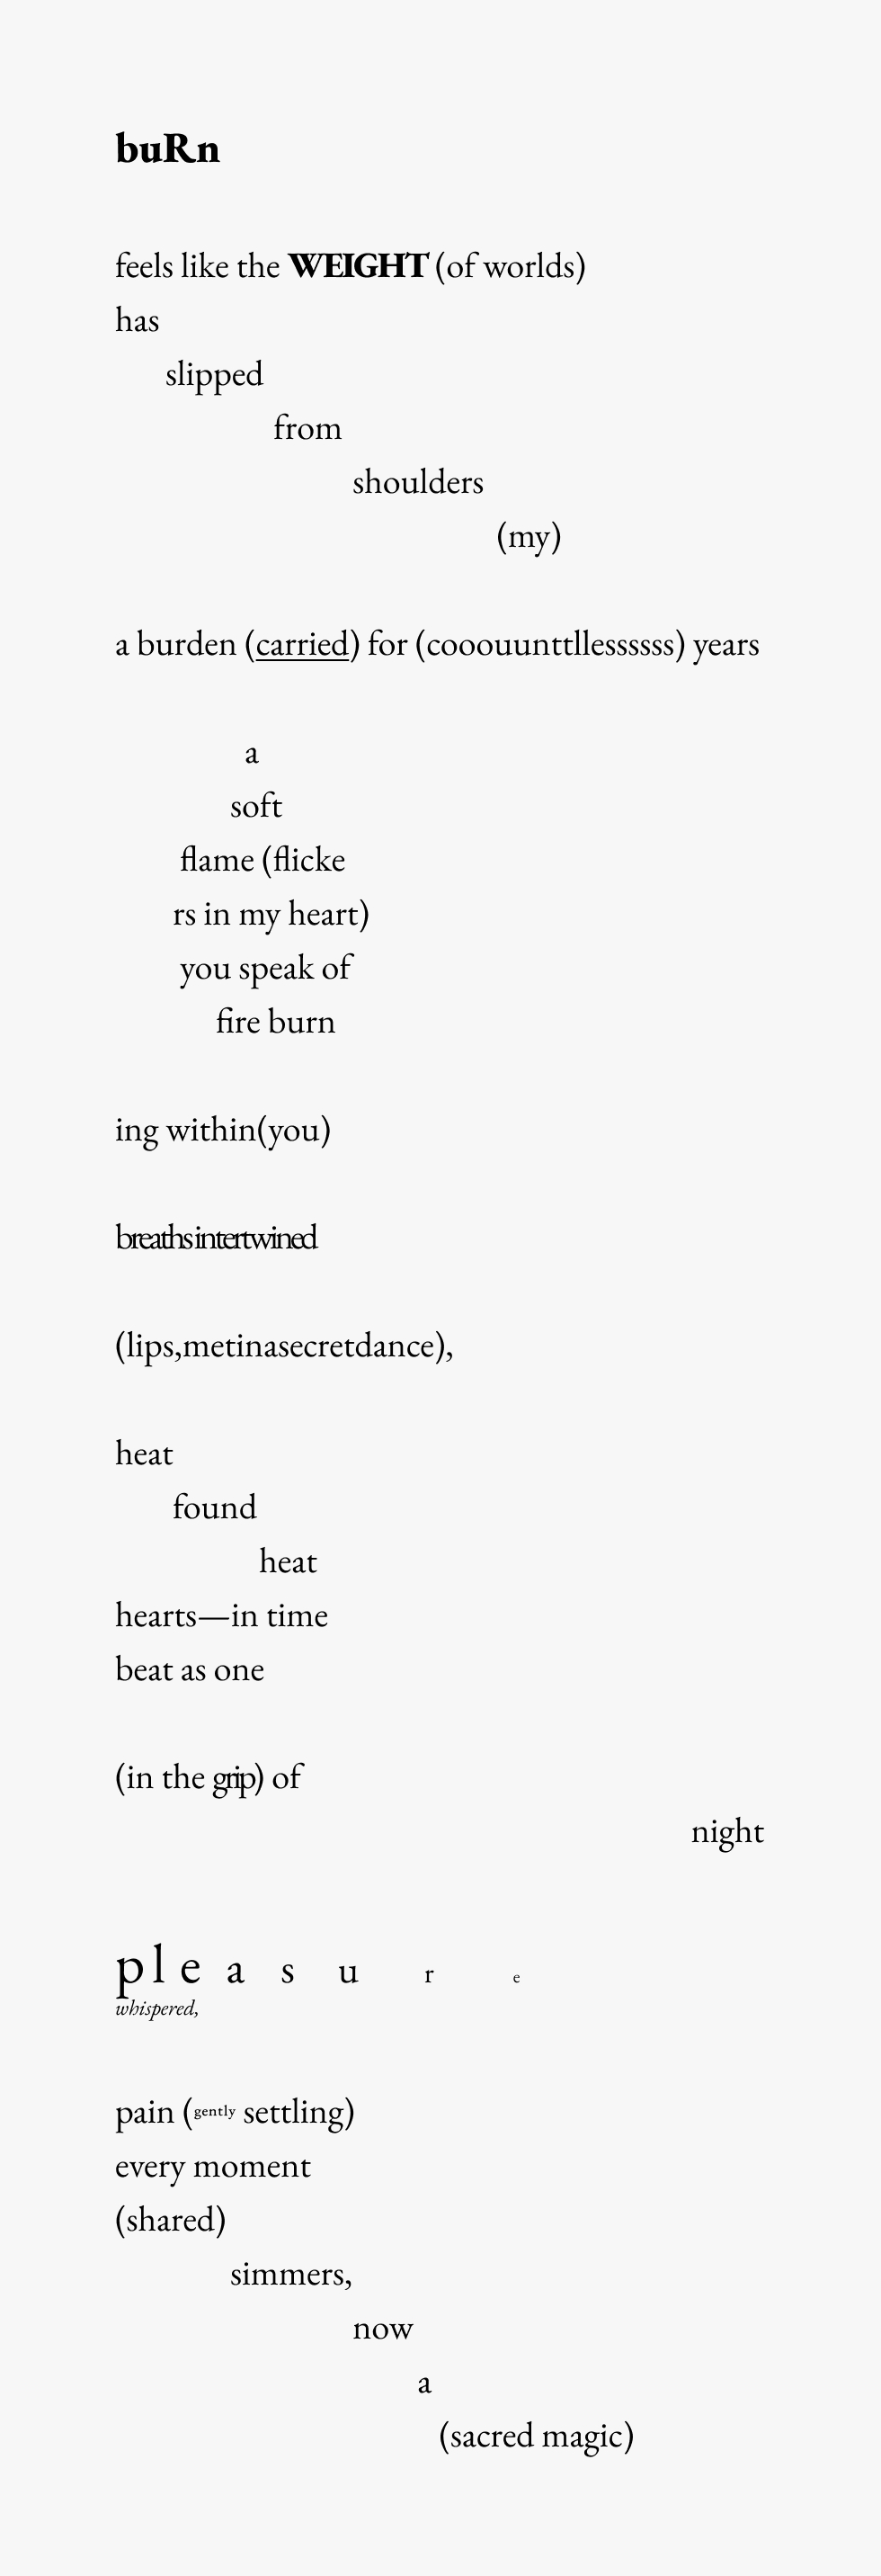 buRn
feels like the WEIGHT (of worlds)
has
slipped
from
shoulders
(my)
a burden (carried) for (cooouunttllesssssss) years
a
soft
flame (flicke
rs in my heart)
you speak of
fire burn
ing within(you)
breathsintertwined
(lips,metinasecretdance),
heat
found
heat
hearts—in time
beat as one
(in the grip) of
night
pl e a s u r e
whispered,
pain (gently settling)
every moment
(shared)
simmers,
now
a
(sacred magic)